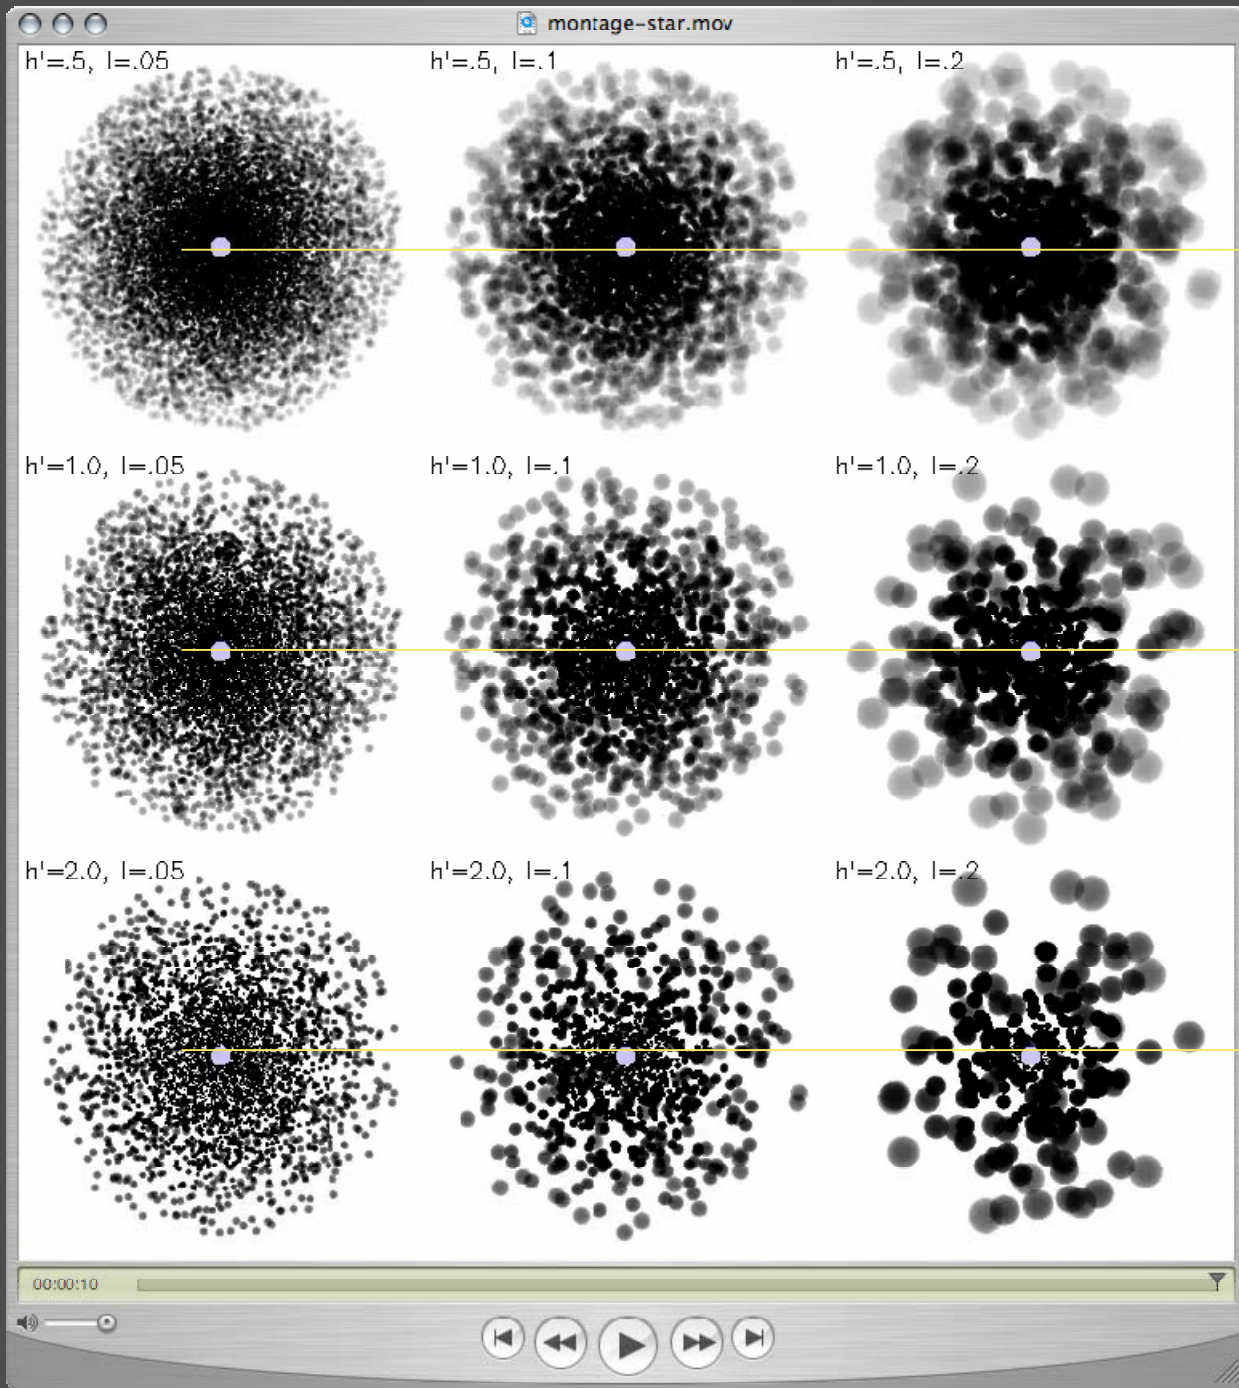 montage-star.mov
h'=.5, l=.05
h'=.5, l=.1
h'=.5, l=.2
h'=1.0, l=.05
h'=1.0, l=.1
h'=1.0, l=.2
h'=2.0, l=.05
h'=2.0, l=.1
h'=2.0, l=.2
00:00:10